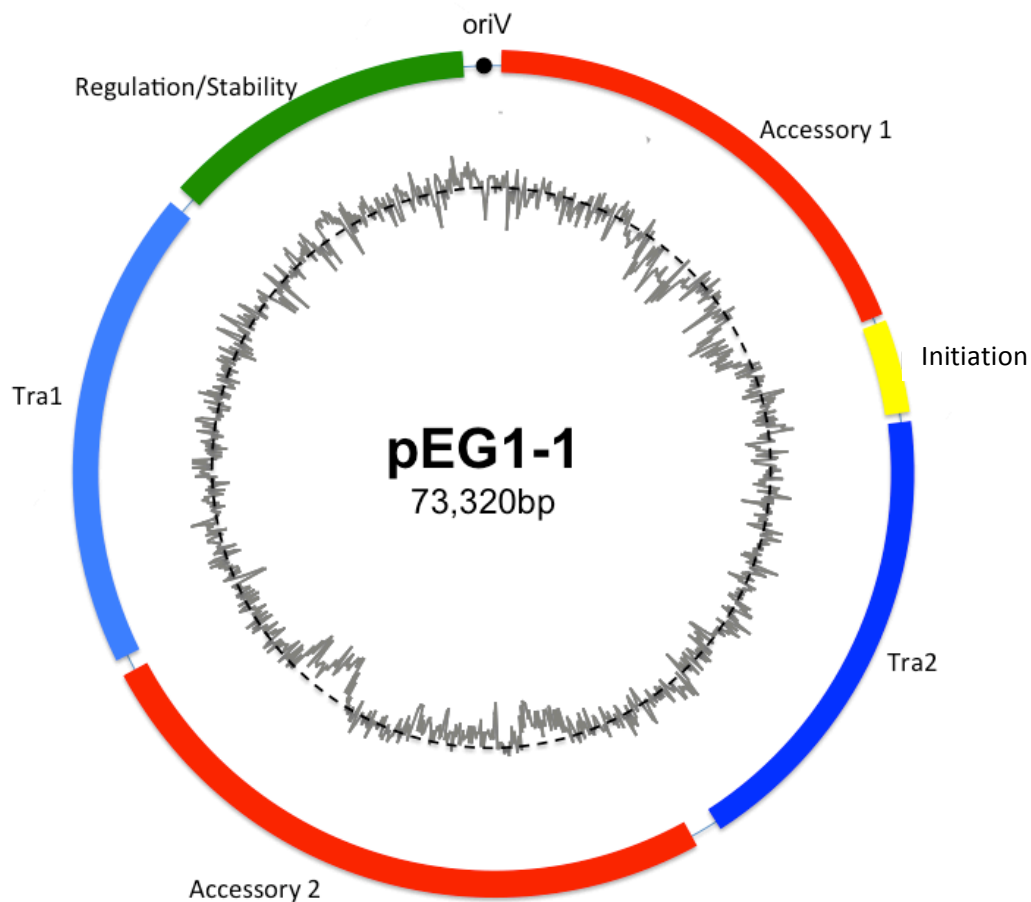 oriV
Regulation/Stability
Accessory 1
Initiation
Tra1
pEG1-1
73,320bp
Tra2
Accessory 2